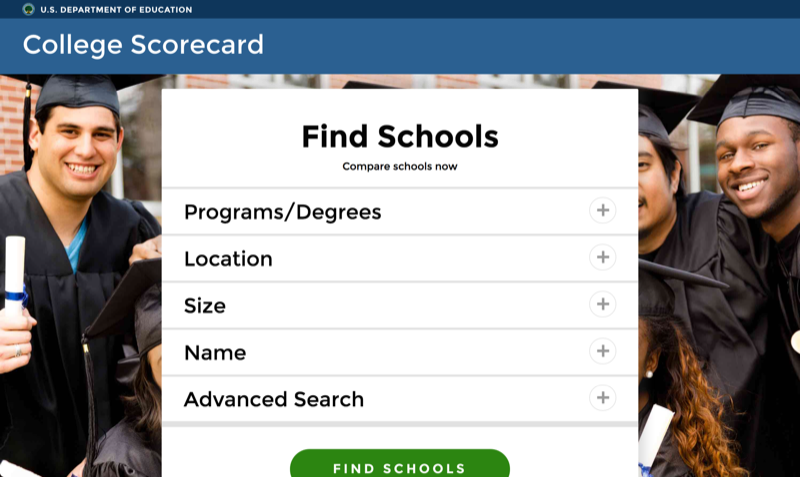 U.S. DEPARTMENT OF EDUCATION
College Scorecard
Find Schools
Compare schools now
Programs/Degrees
Location
Size
Name
Advanced Search
FIND SCHOOLS